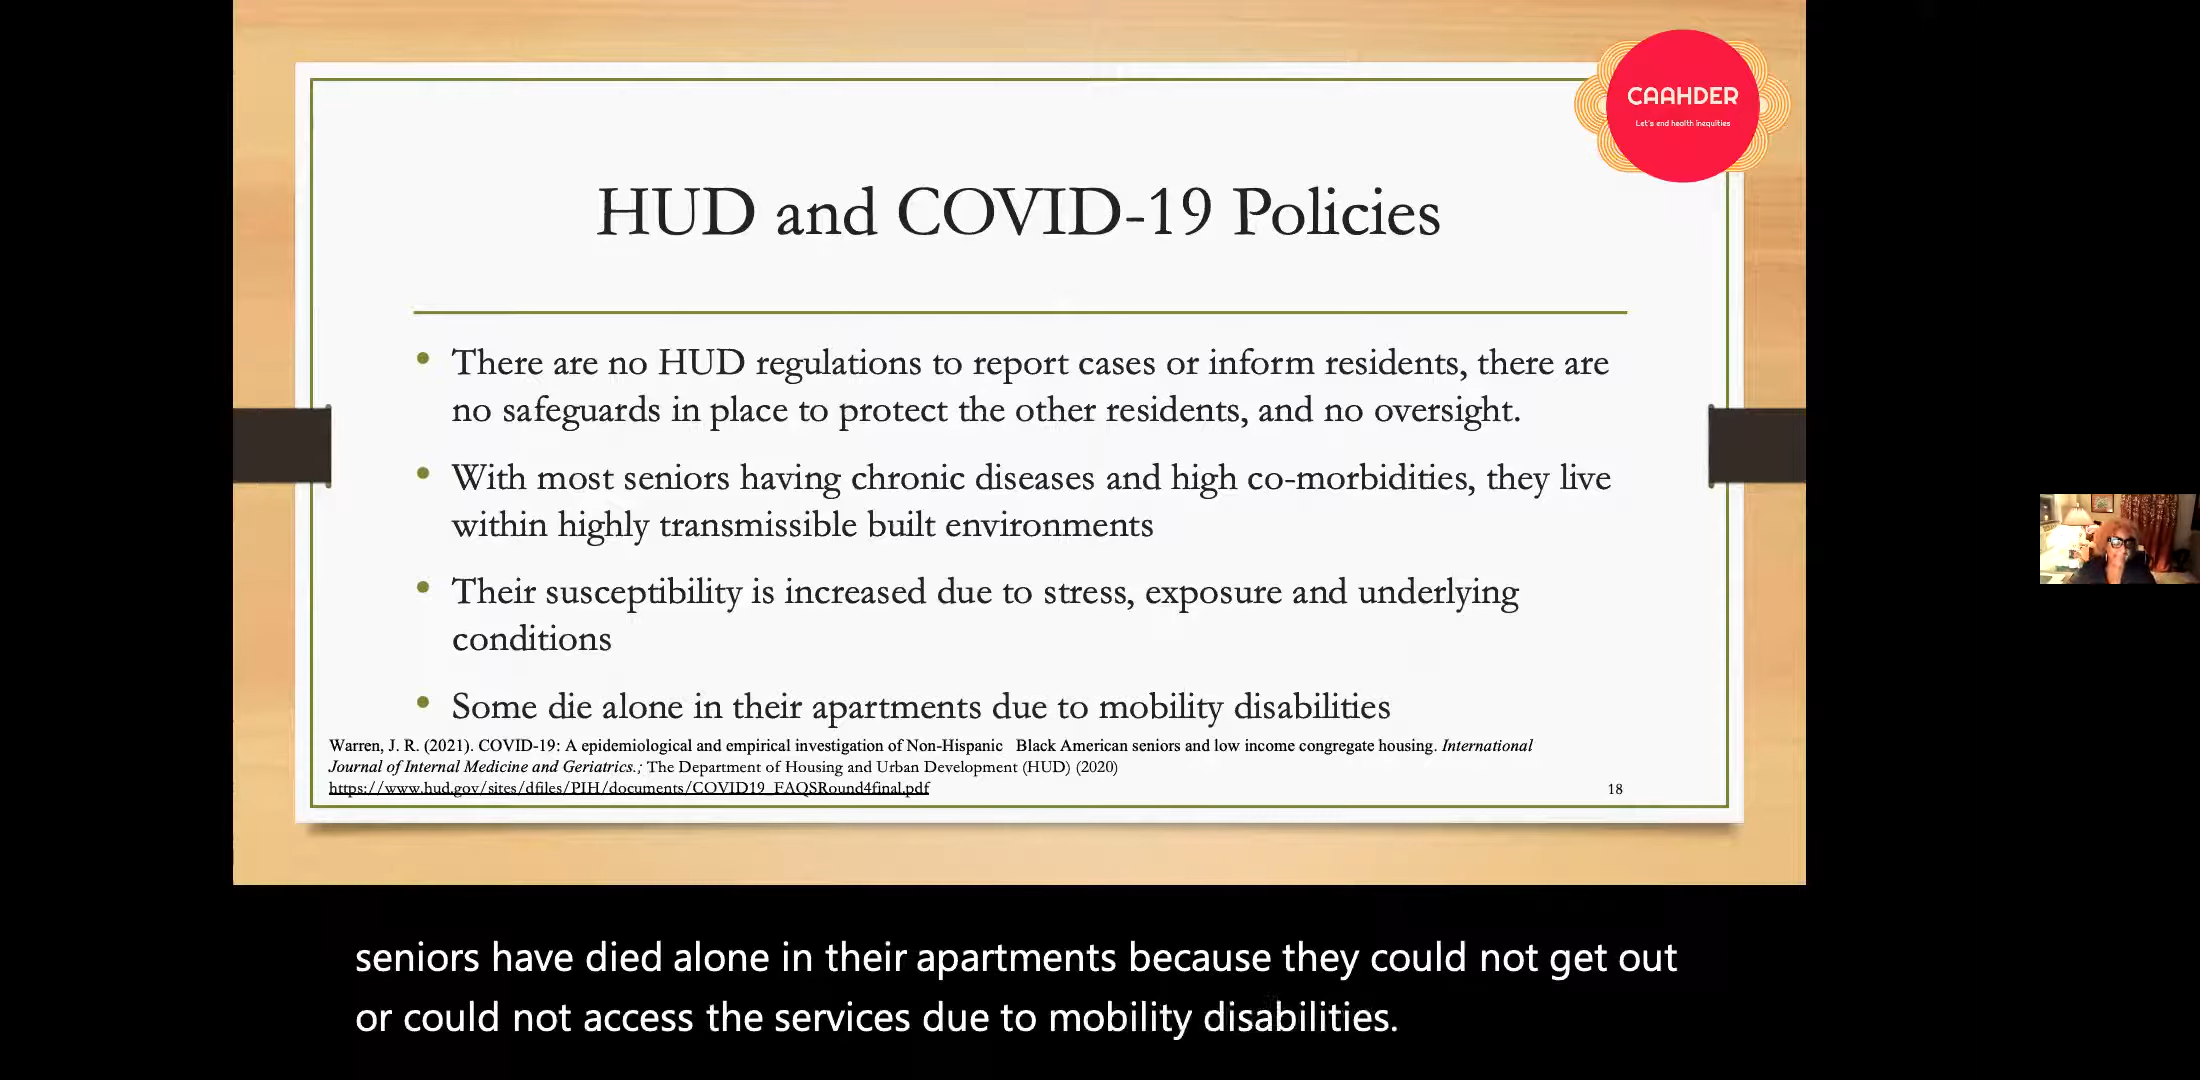 CAAHDER
Let's end health inequities
HUD and COVID-19 Policies
• There are no HUD regulations to report cases or inform residents, there are
no safeguards in place to protect the other residents, and no oversight.
• With most seniors having chronic diseases and high co-morbidities, they live
within highly transmissible built environments
• Their susceptibility is increased due to stress, exposure and underlying
conditions
• Some die alone in their apartments due to mobility disabilities
Warren, J. R. (2021). COVID-19: A epidemiological and empirical investigation of Non-Hispanic Black American seniors and low income congregate housing. International
Journal of Internal Medicine and Geriatrics.; The Department of Housing and Urban Development (HUD) (2020)
https://www.hud.gov/sites/dfiles/PIH/documents/COVID19_FAQSRound4final.pdf
18
seniors have died alone in their apartments because they could not get out
or could not access the services due to mobility disabilities.